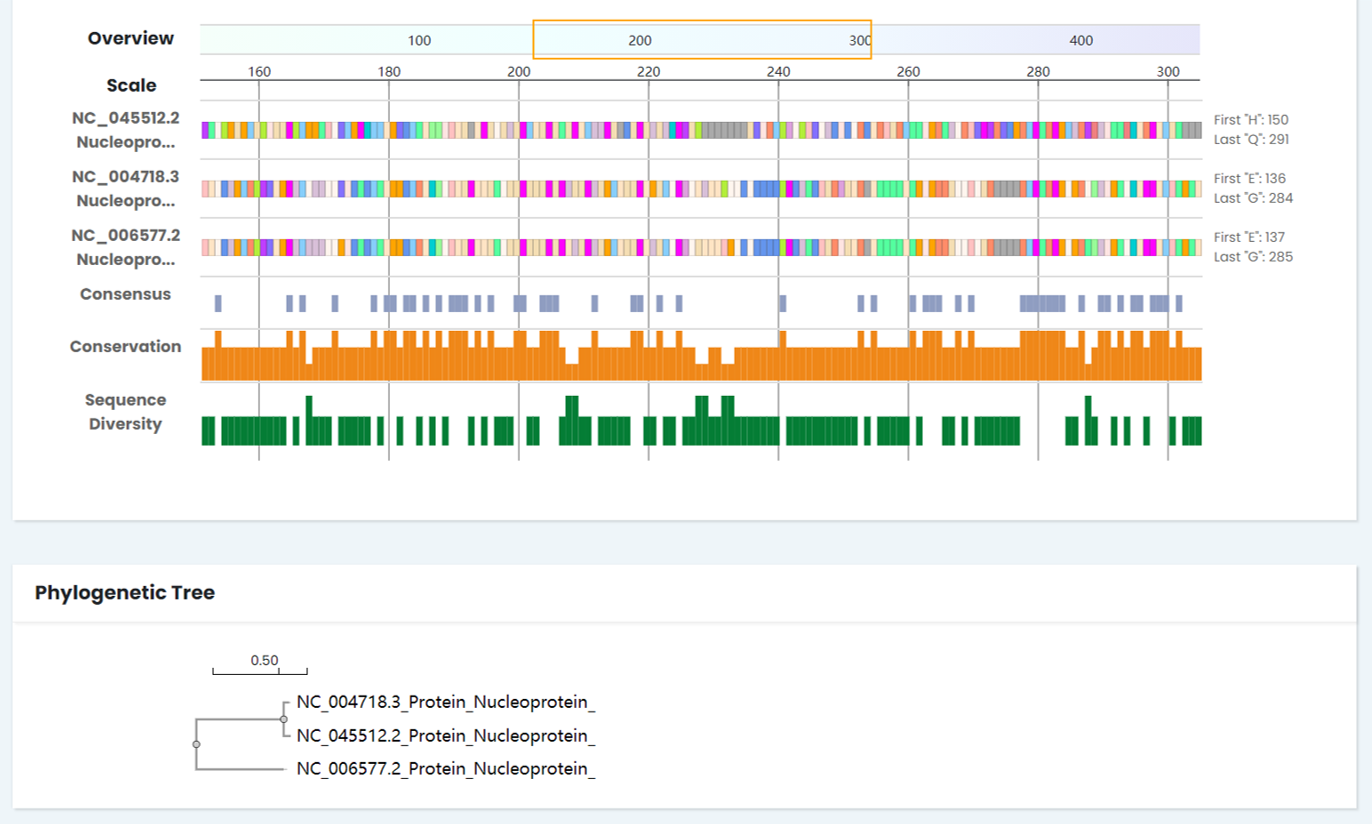 Overview 100 200 300 400
Scale 160 180 200 220 240 260 280 300
NC_045512.2
Nucleopro...
First "H": 150
Last "Q": 291
NC_004718.3
Nucleopro...
First "E": 136
Last "G": 284
NC_006577.2
Nucleopro...
First "E": 137
Last "G": 285
Consensus
Conservation
Sequence
Diversity
Phylogenetic Tree
0.50
NC_004718.3_Protein_Nucleoprotein_
NC_045512.2_Protein_Nucleoprotein_
NC_006577.2_Protein_Nucleoprotein_